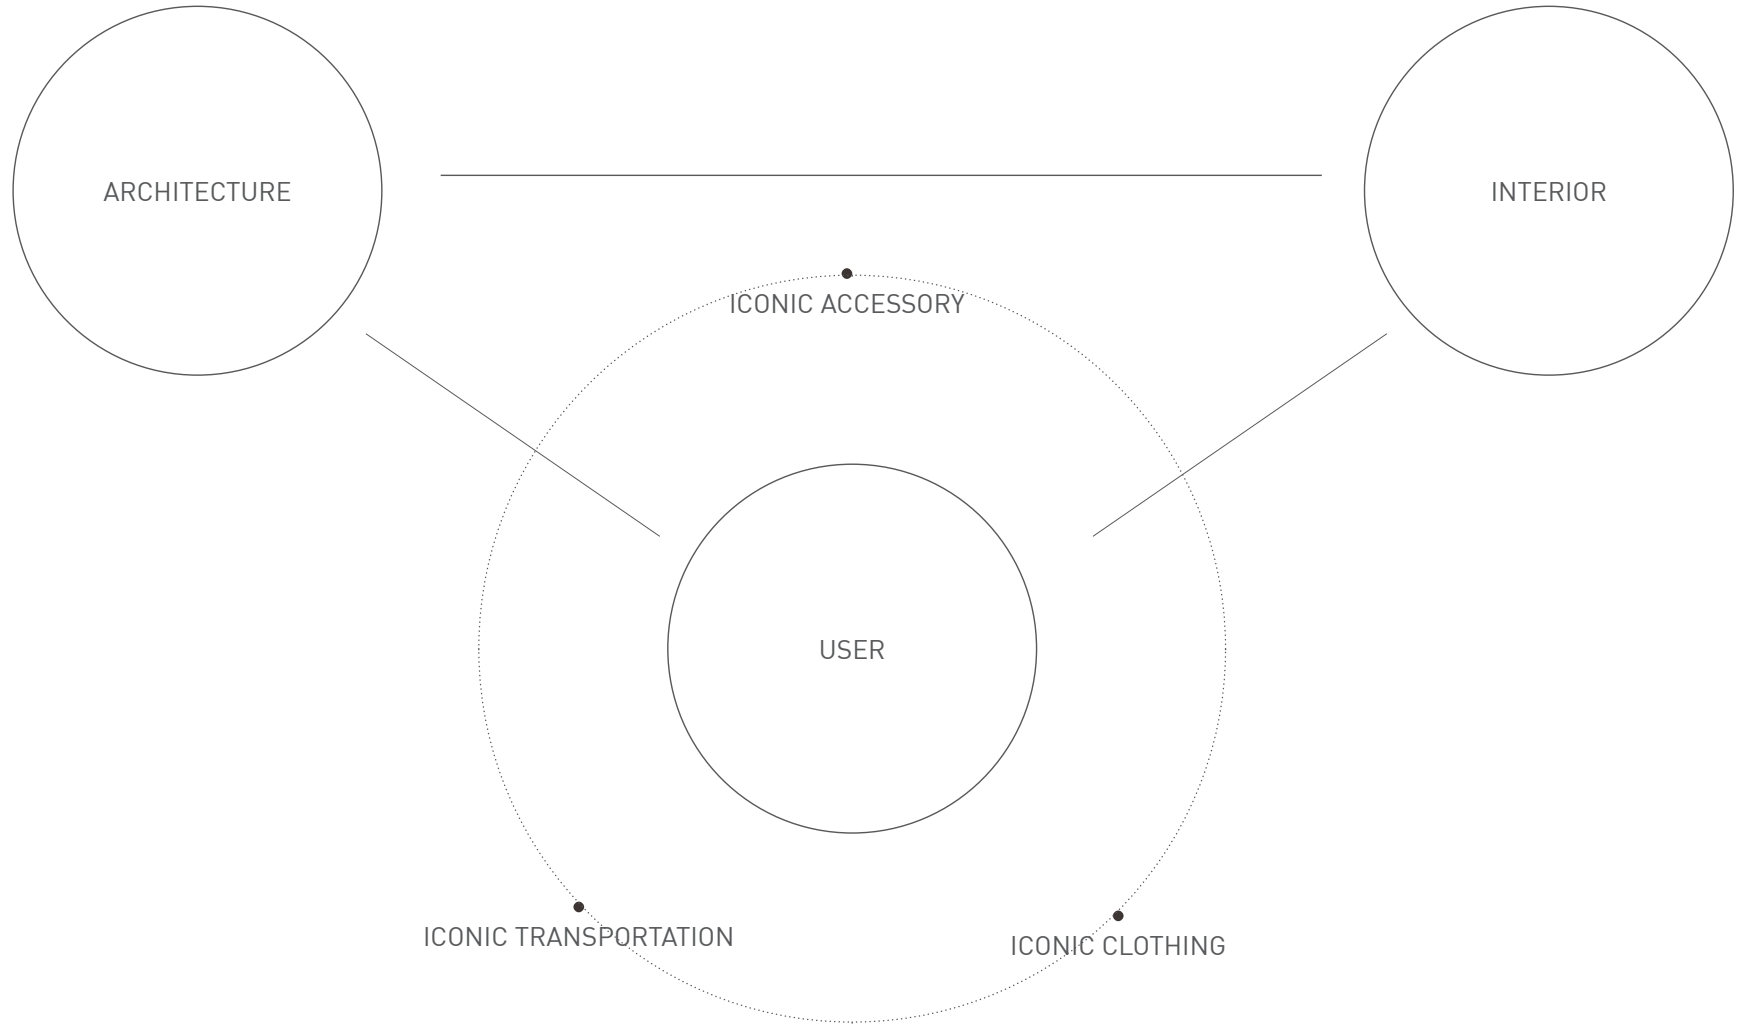 ARCHITECTURE
INTERIOR
ICONIC ACCESSORY
USER
ICONIC TRANSPORTATION
ICONIC CLOTHING